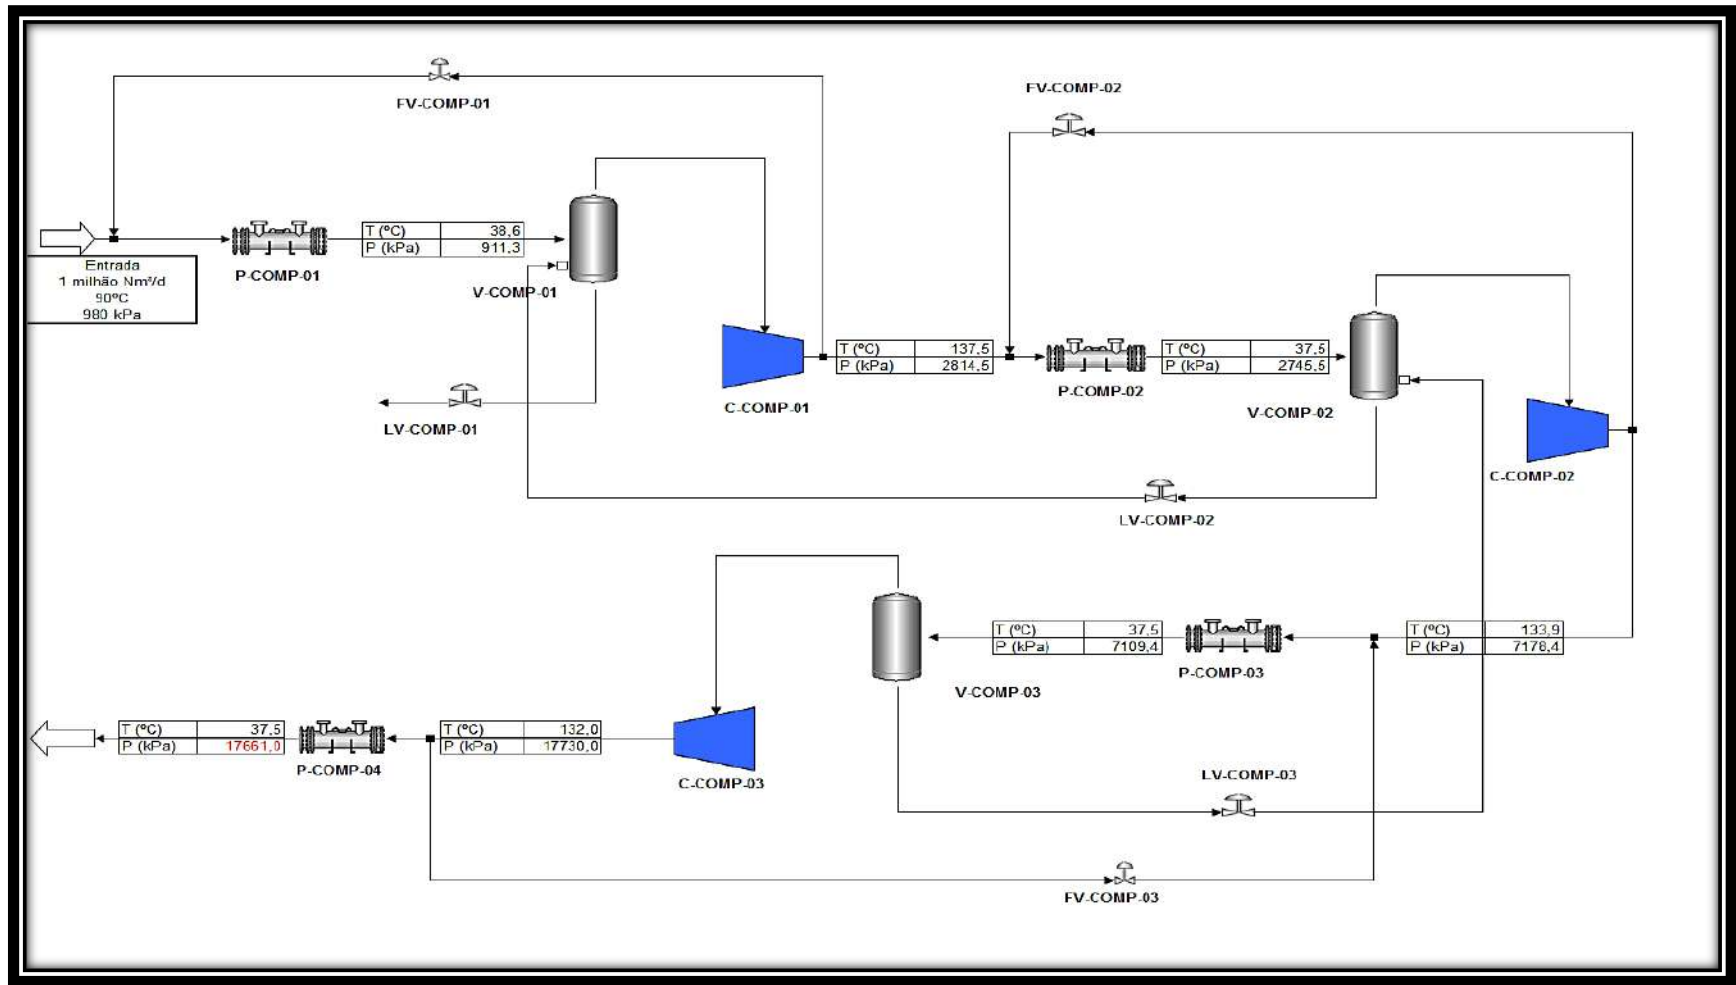 FV-COMP-01
FV-COMP-02
Entrada
1 milhão Nm³/d
90ºC
980 kPa
P-COMP-01
T (ºC) 38,6
P (kPa) 911,3
V-COMP-01
LV-COMP-01
C-COMP-01
T (ºC) 137,5
P (kPa) 2814,5
P-COMP-02
T (ºC) 37,5
P (kPa) 2745,5
V-COMP-02
C-COMP-02
LV-COMP-02
T (ºC) 133,9
P (kPa) 7178,4
P-COMP-03
T (ºC) 37,5
P (kPa) 7109,4
V-COMP-03
C-COMP-03
T (ºC) 132,0
P (kPa) 17730,0
P-COMP-04
T (ºC) 37,5
P (kPa) 17661,0
LV-COMP-03
FV-COMP-03